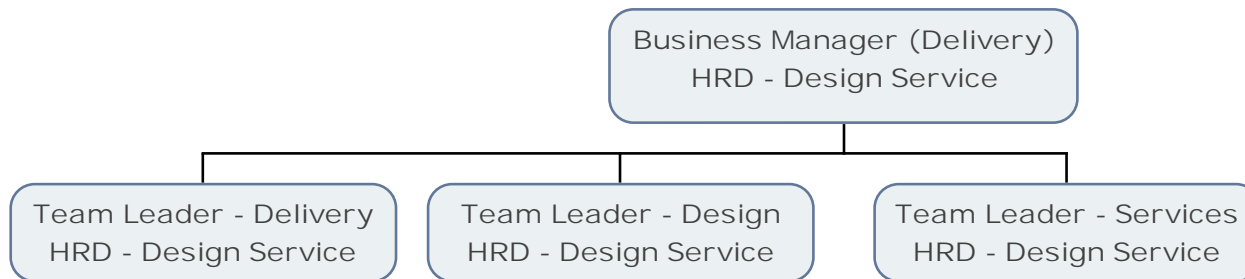 Business Manager (Delivery)
HRD - Design Service
Team Leader - Delivery
HRD - Design Service
Team Leader - Design
HRD - Design Service
Team Leader - Services
HRD - Design Service